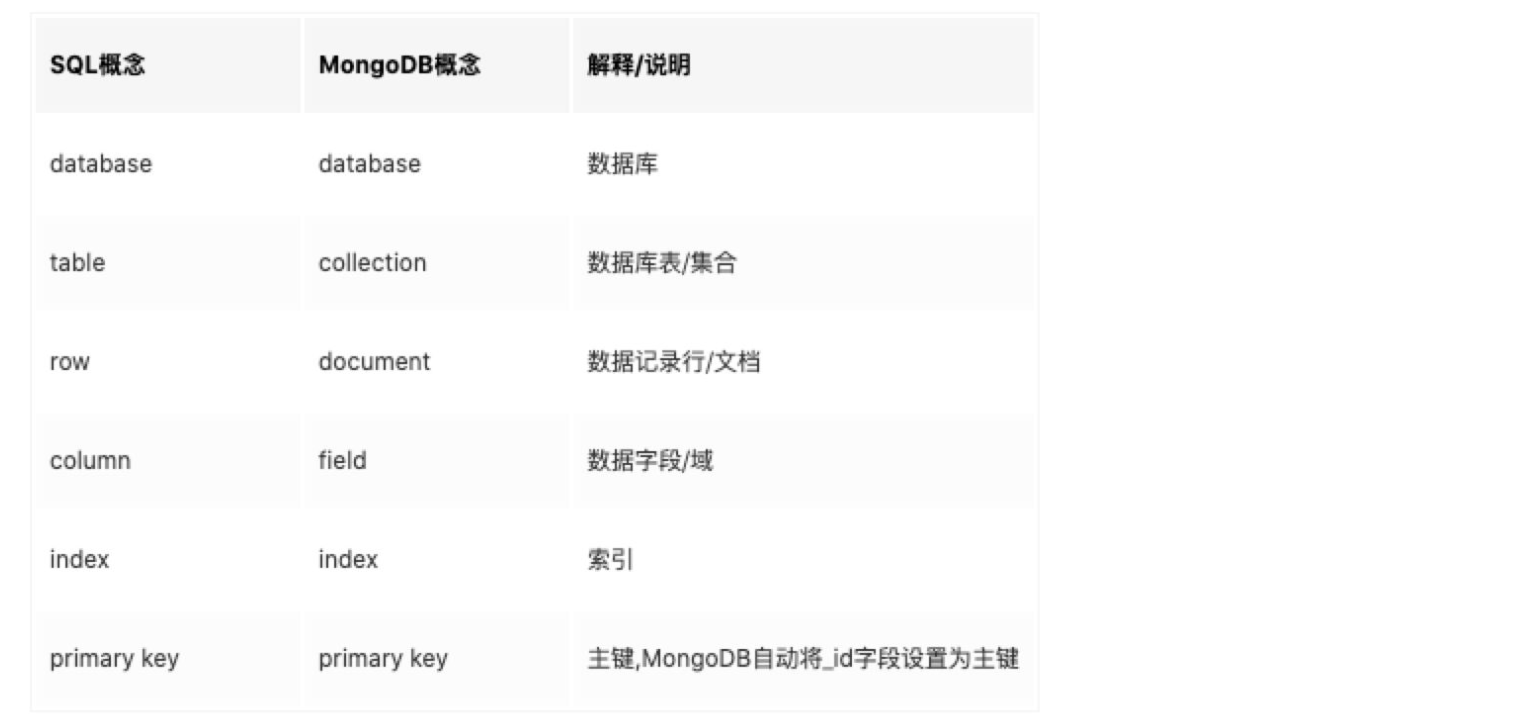 SQL概念 MongoDB概念 解释/说明
database database 数据库
table collection 数据库表/集合
row document 数据记录行/文档
column field 数据字段/域
index index 索引
primary key primary key 主键,MongoDB自动将_id字段设置为主键